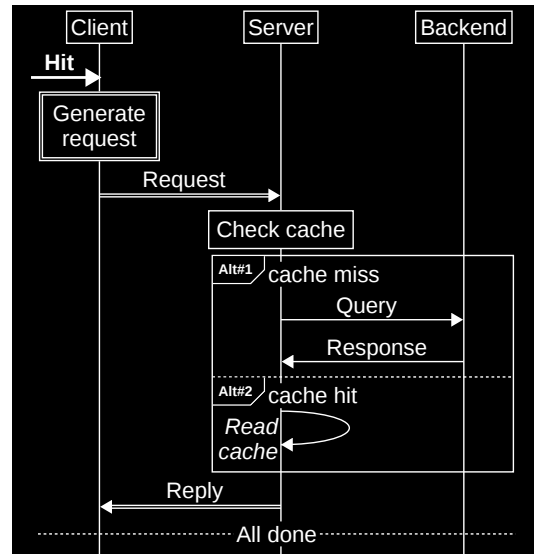 Client
Server
Backend
Hit
Generate
request
Request
Check cache
Alt#1
cache miss
Query
Response
Alt#2
cache hit
Read
cache
Reply
All done